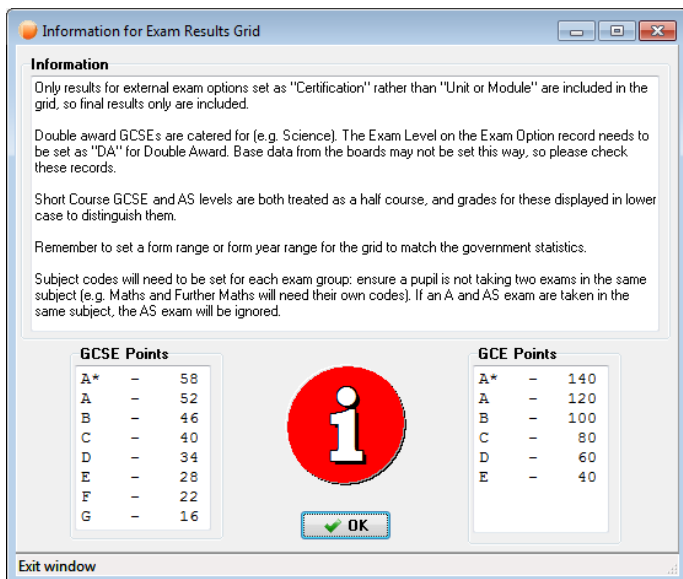 Information for Exam Results Grid
Information
Only results for external exam options set as "Certification" rather than "Unit or Module" are included in the
grid, so final results only are included.
Double award GCSEs are catered for (e.g. Science). The Exam Level on the Exam Option record needs to
be set as "DA" for Double Award. Base data from the boards may not be set this way, so please check
these records.
Short Course GCSE and AS levels are both treated as a half course, and grades for these displayed in lower
case to distinguish them.
Remember to set a form range or form year range for the grid to match the government statistics.
Subject codes will need to be set for each exam group: ensure a pupil is not taking two exams in the same
subject (e.g. Maths and Further Maths will need their own codes). If an A and AS exam are taken in the
same subject, the AS exam will be ignored.
GCSE Points
A* - 58
A - 52
B - 46
C - 40
D - 34
E - 28
F - 22
G - 16
i
OK
GCE Points
A* - 140
A - 120
B - 100
C - 80
D - 60
E - 40
Exit window